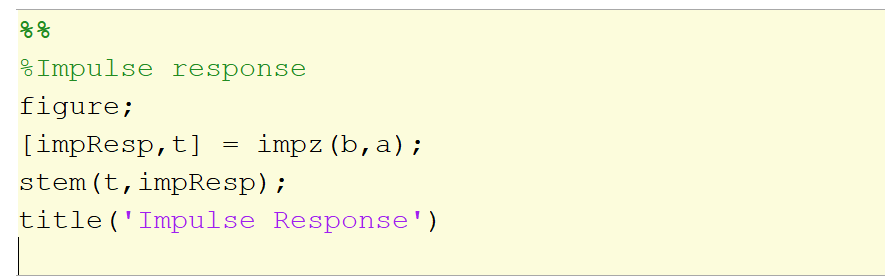 %%
%Impulse response
figure;
[impResp,t] = impz(b,a);
stem(t,impResp);
title('Impulse Response')